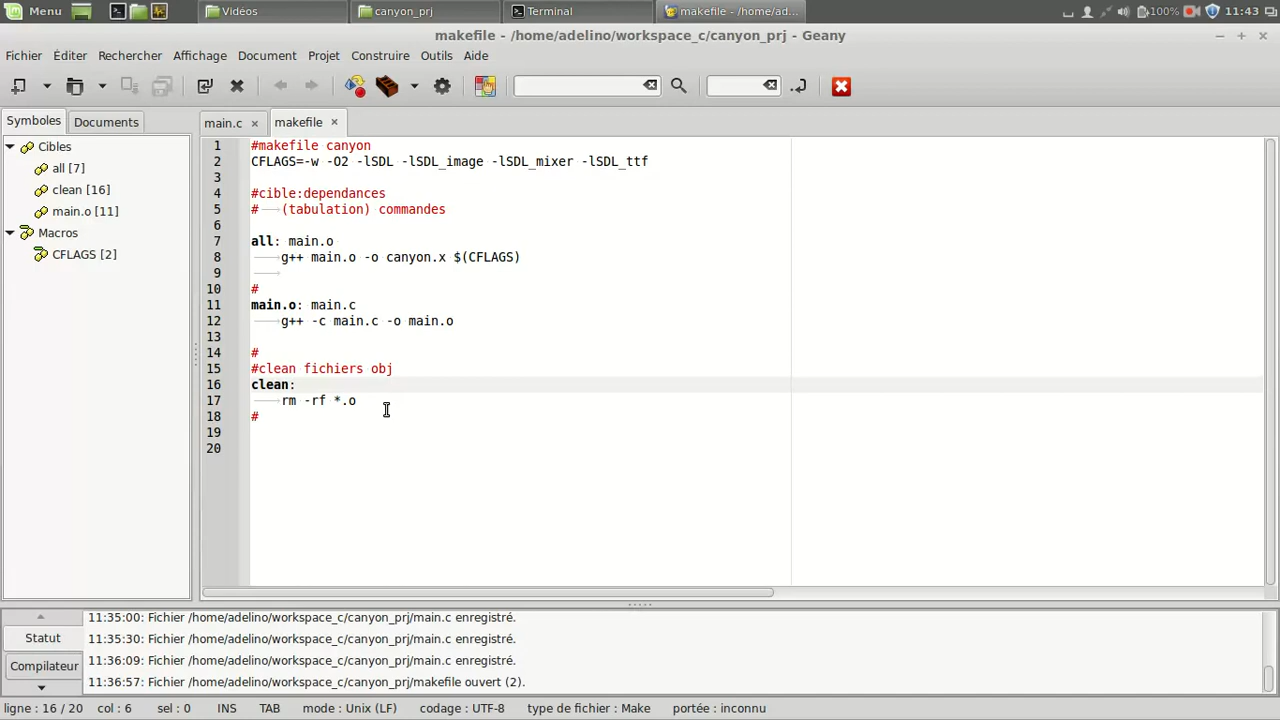 Menu Vidéos canyon_prj Terminal makefile - /home/ad... 100% 11:43
makefile - /home/adelino/workspace_c/canyon_prj - Geany
Fichier Éditer Rechercher Affichage Document Projet Construire Outils Aide
Symboles Documents main.c makefile
Cibles
all [7]
clean [16]
main.o [11]
Macros
CFLAGS [2]
1 #makefile canyon
2 CFLAGS=-w -O2 -lSDL -lSDL_image -lSDL_mixer -lSDL_ttf
3
4 #cible:dependances
5 # (tabulation) commandes
6
7 all: main.o
8 g++ main.o -o canyon.x $(CFLAGS)
9
10 #
11 main.o: main.c
12 g++ -c main.c -o main.o
13
14 #
15 #clean fichiers obj
16 clean:
17 rm -rf *.o
18 #
19
20
Statut
Compilateur
11:35:00: Fichier /home/adelino/workspace_c/canyon_prj/main.c enregistré.
11:35:30: Fichier /home/adelino/workspace_c/canyon_prj/main.c enregistré.
11:36:09: Fichier /home/adelino/workspace_c/canyon_prj/main.c enregistré.
11:36:57: Fichier /home/adelino/workspace_c/canyon_prj/makefile ouvert (2).
ligne : 16 / 20 col : 6 sel : 0 INS TAB mode : Unix (LF) codage : UTF-8 type de fichier : Make portée : inconnu